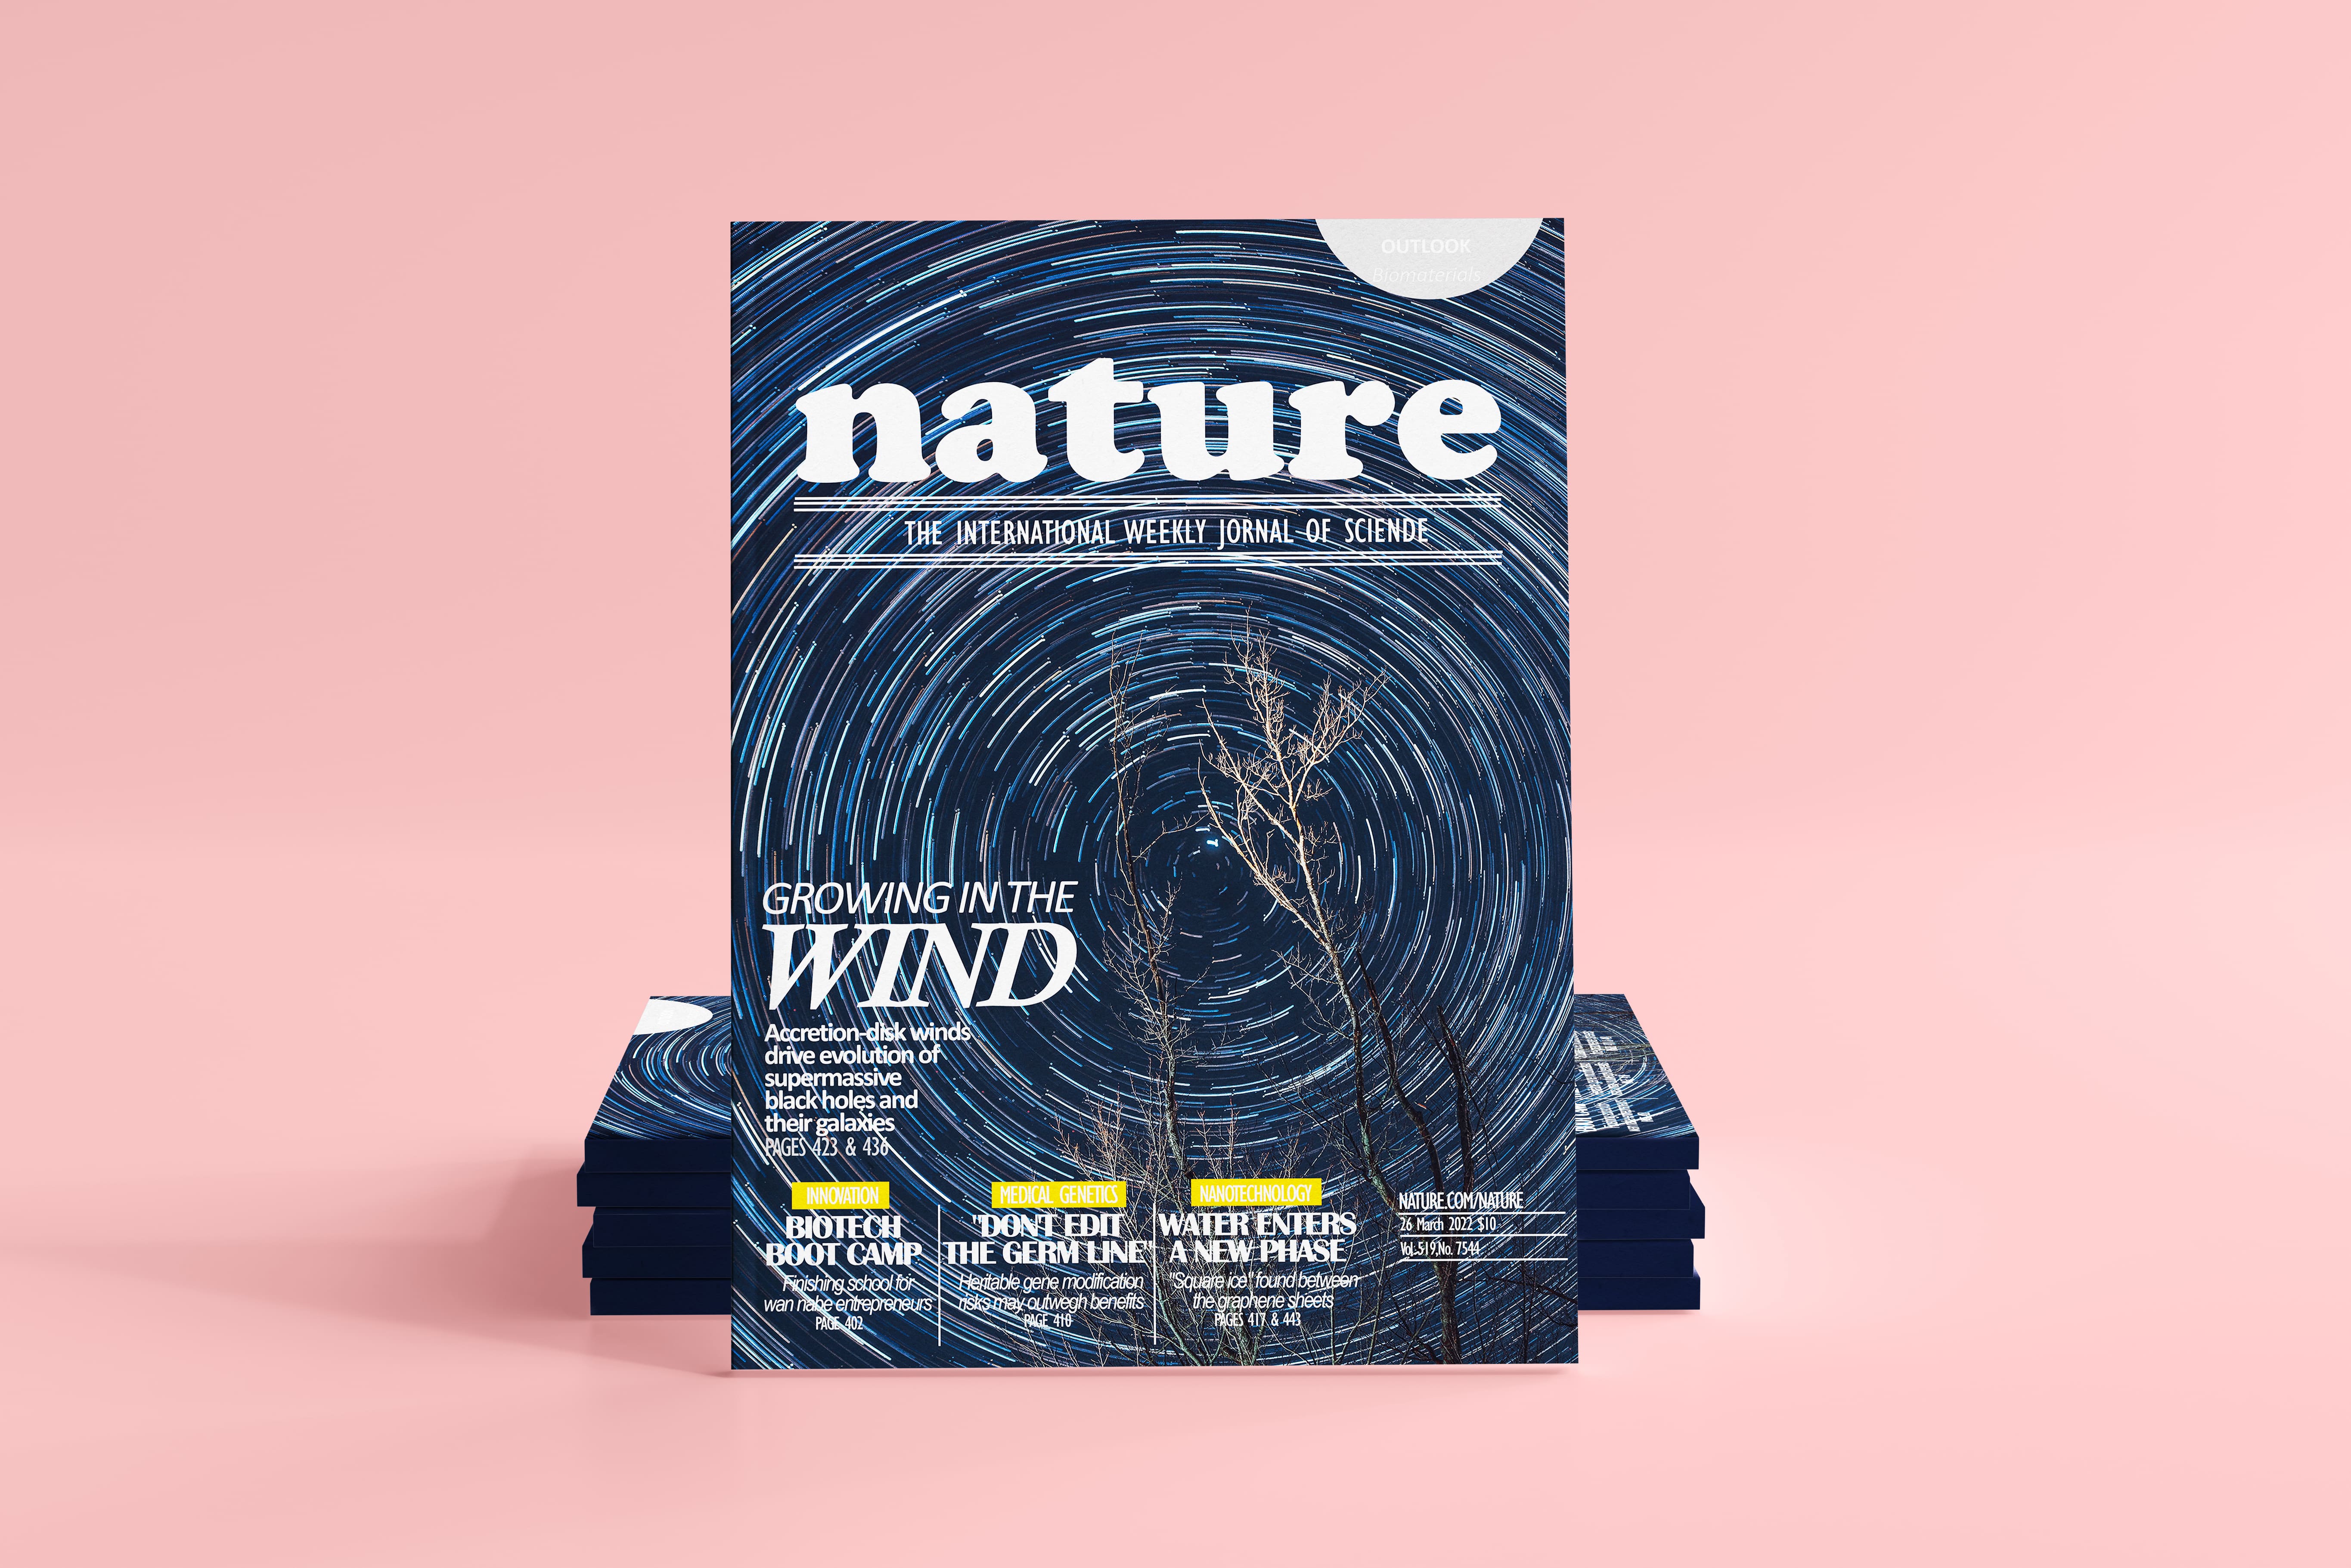 OUTLOOK
Biomaterials
nature
THE INTERNATIONAL WEEKLY JORNAL OF SCIENDE
GROWING IN THE
WIND
Accretion-disk winds
drive evolution of
supermassive
black holes and
their galaxies
PAGES 423 & 436
INNOVATION
BIOTECH
BOOT CAMP
Finishing school for
wan nabe entrepreneurs
PAGE 402
MEDICAL GENETICS
"DON'T EDIT
THE GERM LINE"
Heritable gene modification
risks may outwegh benefits
PAGE 410
NANOTECHNOLOGY
WATER ENTERS
A NEW PHASE
"Square ice" found between
the graphene sheets
PAGES 417 & 443
NATURE.COM/NATURE
26 March 2022 $10
Vol.519,No. 7544